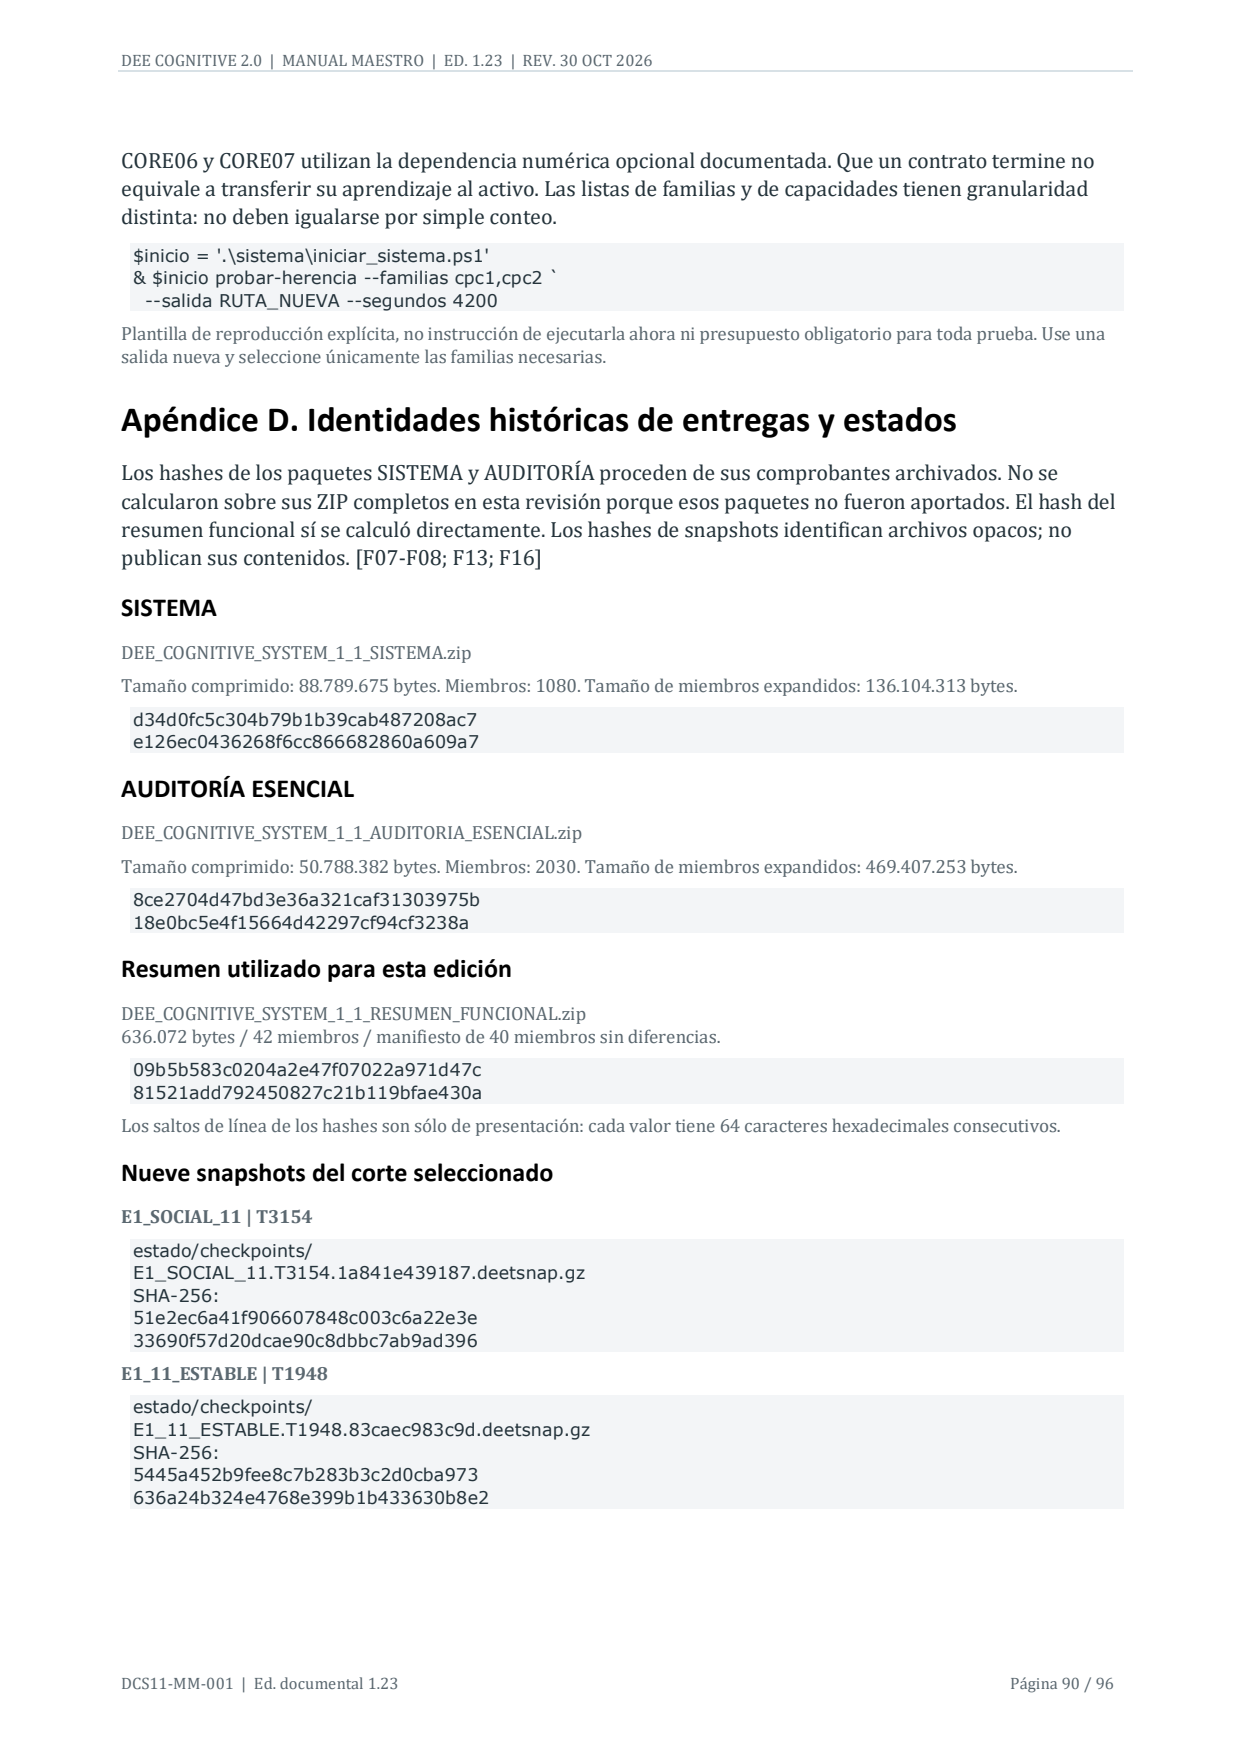 DEE COGNITIVE 2.0 | MANUAL MAESTRO | ED. 1.23 | REV. 30 OCT 2026
CORE06 y CORE07 utilizan la dependencia numérica opcional documentada. Que un contrato termine no
equivale a transferir su aprendizaje al activo. Las listas de familias y de capacidades tienen granularidad
distinta: no deben igualarse por simple conteo.
$inicio = '.\sistema\iniciar_sistema.ps1'
& $inicio probar-herencia --familias cpc1,cpc2 `
--salida RUTA_NUEVA --segundos 4200
Plantilla de reproducción explícita, no instrucción de ejecutarla ahora ni presupuesto obligatorio para toda prueba. Use una
salida nueva y seleccione únicamente las familias necesarias.
Apéndice D. Identidades históricas de entregas y estados
Los hashes de los paquetes SISTEMA y AUDITORÍA proceden de sus comprobantes archivados. No se
calcularon sobre sus ZIP completos en esta revisión porque esos paquetes no fueron aportados. El hash del
resumen funcional sí se calculó directamente. Los hashes de snapshots identifican archivos opacos; no
publican sus contenidos. [F07-F08; F13; F16]
SISTEMA
DEE_COGNITIVE_SYSTEM_1_1_SISTEMA.zip
Tamaño comprimido: 88.789.675 bytes. Miembros: 1080. Tamaño de miembros expandidos: 136.104.313 bytes.
d34d0fc5c304b79b1b39cab487208ac7
e126ec0436268f6cc866682860a609a7
AUDITORÍA ESENCIAL
DEE_COGNITIVE_SYSTEM_1_1_AUDITORIA_ESENCIAL.zip
Tamaño comprimido: 50.788.382 bytes. Miembros: 2030. Tamaño de miembros expandidos: 469.407.253 bytes.
8ce2704d47bd3e36a321caf31303975b
18e0bc5e4f15664d42297cf94cf3238a
Resumen utilizado para esta edición
DEE_COGNITIVE_SYSTEM_1_1_RESUMEN_FUNCIONAL.zip
636.072 bytes / 42 miembros / manifiesto de 40 miembros sin diferencias.
09b5b583c0204a2e47f07022a971d47c
81521add792450827c21b119bfae430a
Los saltos de línea de los hashes son sólo de presentación: cada valor tiene 64 caracteres hexadecimales consecutivos.
Nueve snapshots del corte seleccionado
E1_SOCIAL_11 | T3154
estado/checkpoints/
E1_SOCIAL_11.T3154.1a841e439187.deetsnap.gz
SHA-256:
51e2ec6a41f906607848c003c6a22e3e
33690f57d20dcae90c8dbbc7ab9ad396
E1_11_ESTABLE | T1948
estado/checkpoints/
E1_11_ESTABLE.T1948.83caec983c9d.deetsnap.gz
SHA-256:
5445a452b9fee8c7b283b3c2d0cba973
636a24b324e4768e399b1b433630b8e2
DCS11-MM-001 | Ed. documental 1.23
Página 90 / 96